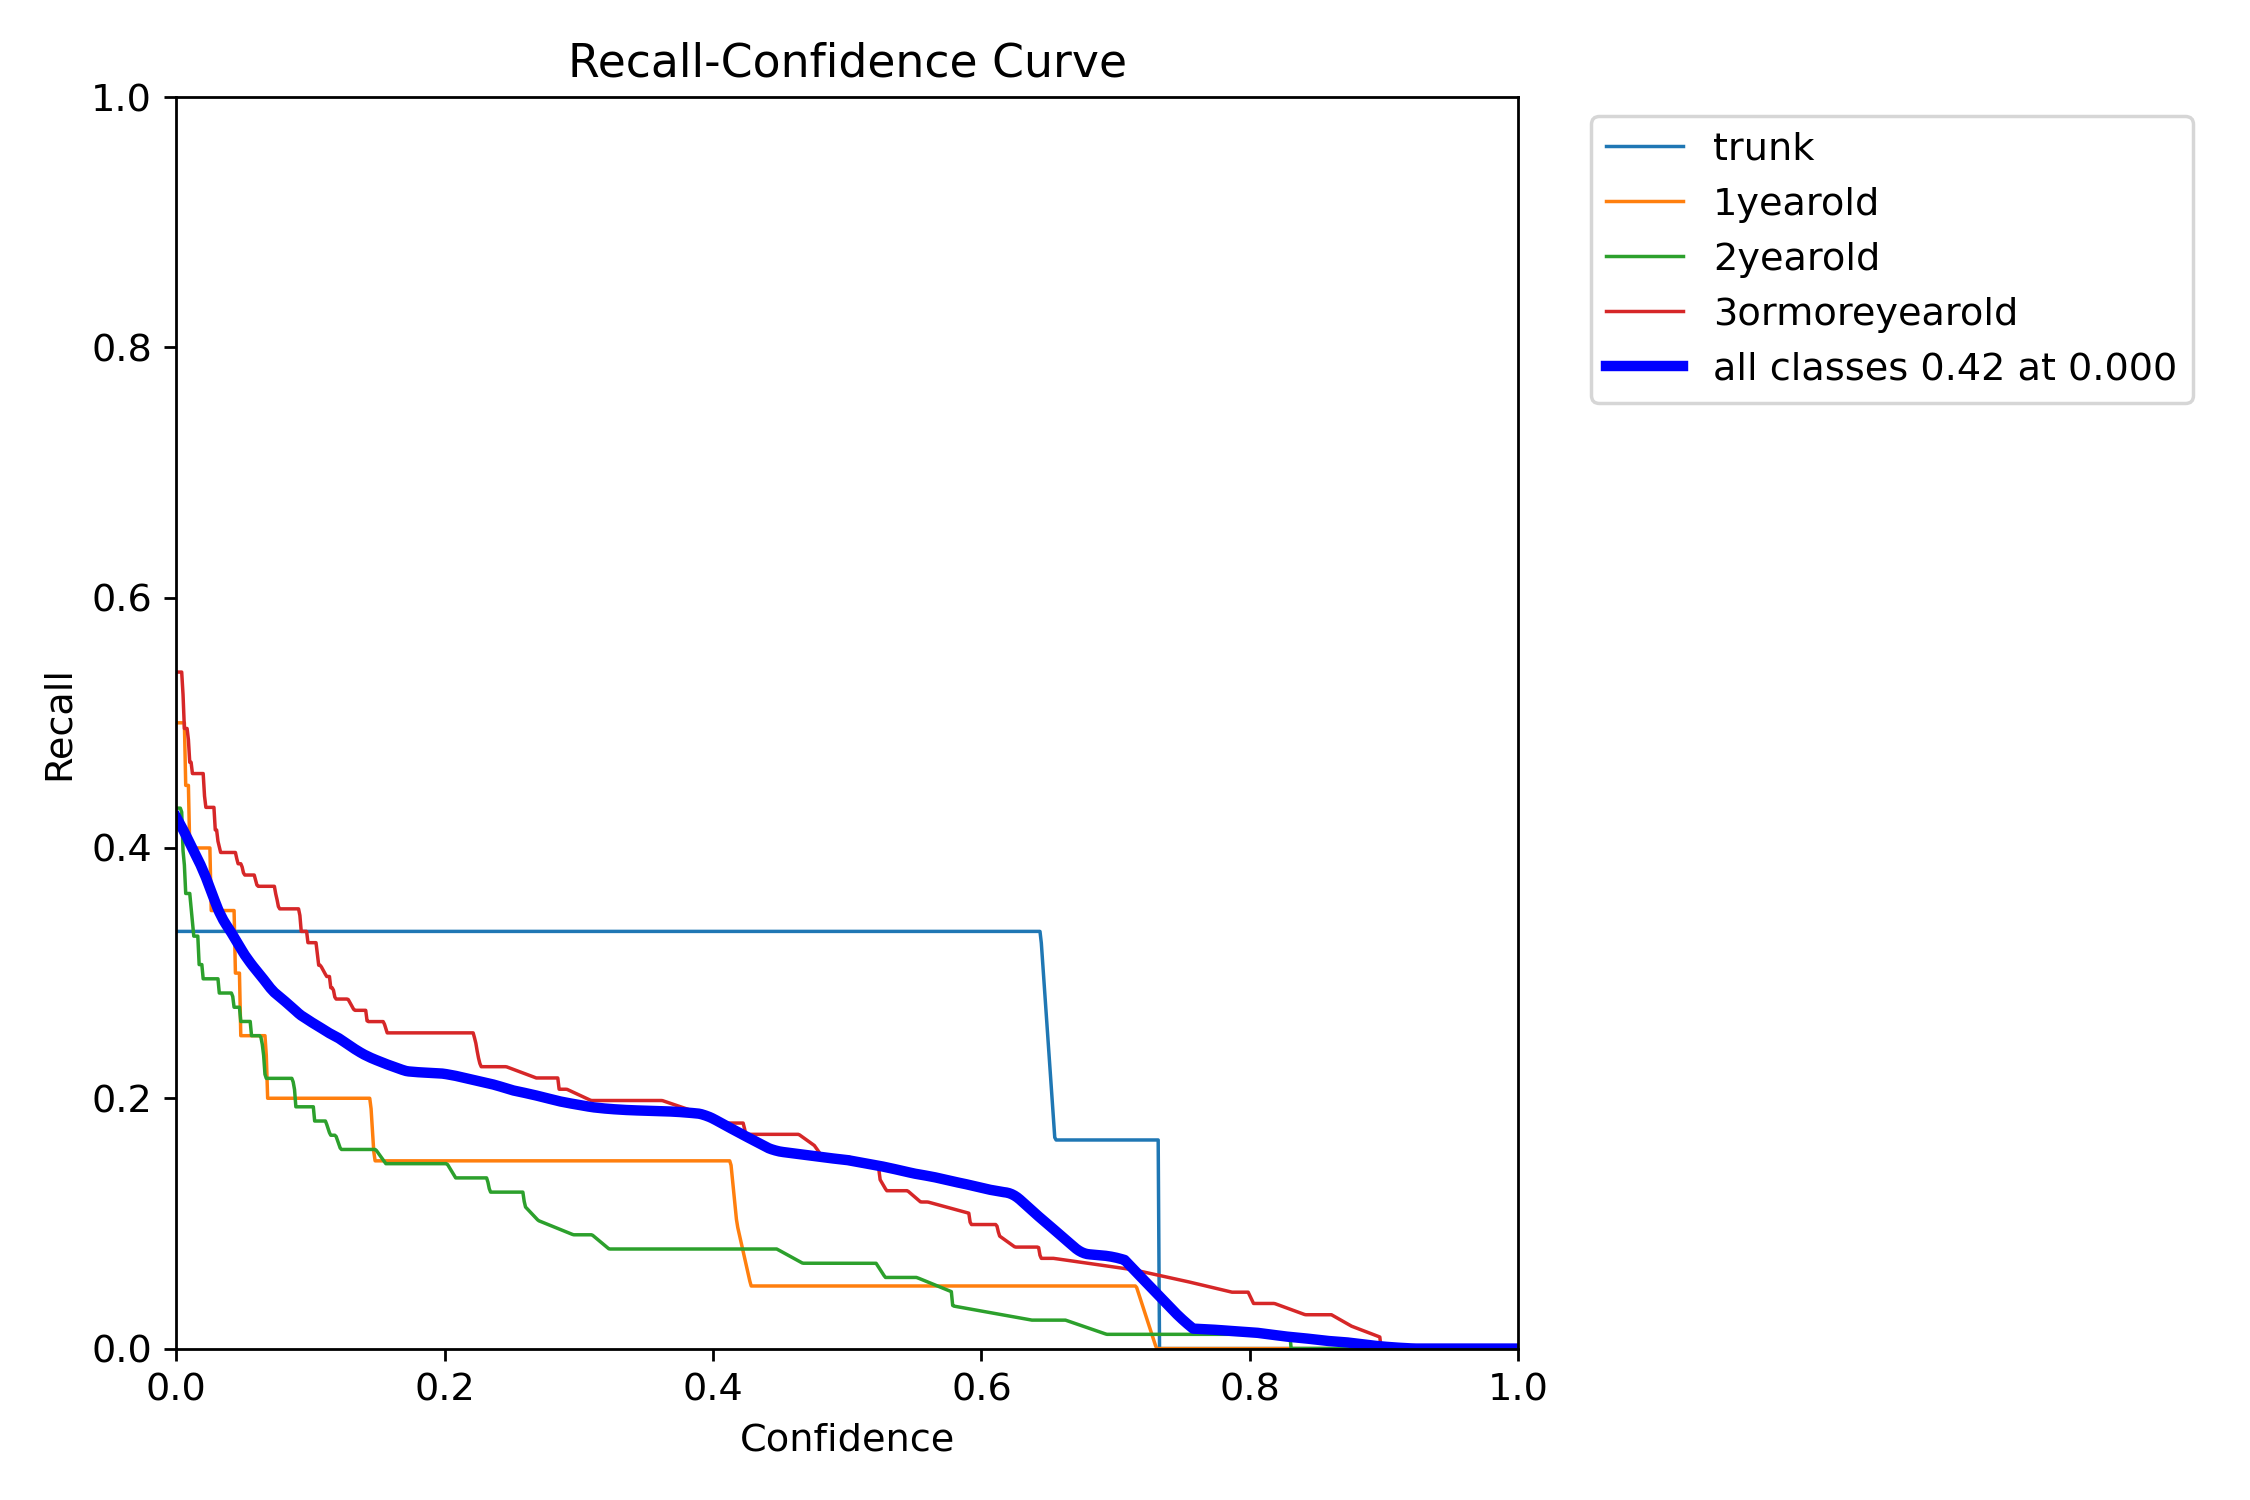 Recall-Confidence Curve
1.0
0.8
0.6
0.4
0.2
0.0
Recall
0.0 0.2 0.4 0.6 0.8 1.0
Confidence
trunk
1yearold
2yearold
3ormoreyearold
all classes 0.42 at 0.000